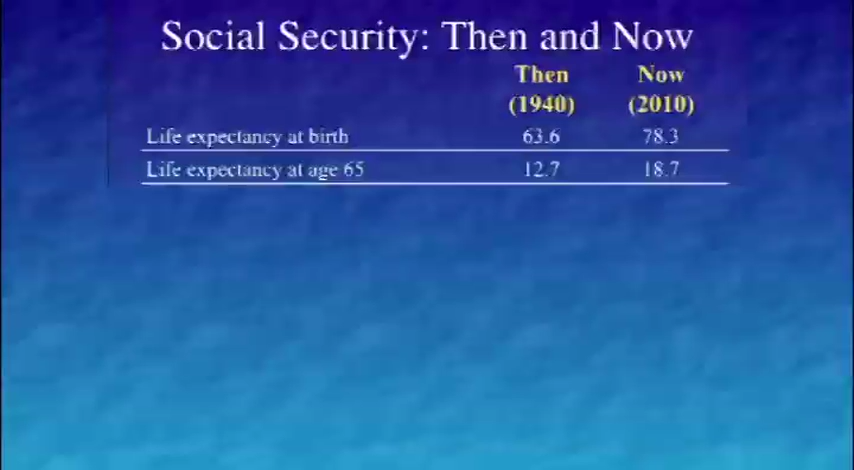 Social Security: Then and Now
Then Now
(1940) (2010)
Life expectancy at birth 63.6 78.3
Life expectancy at age 65 12.7 18.7